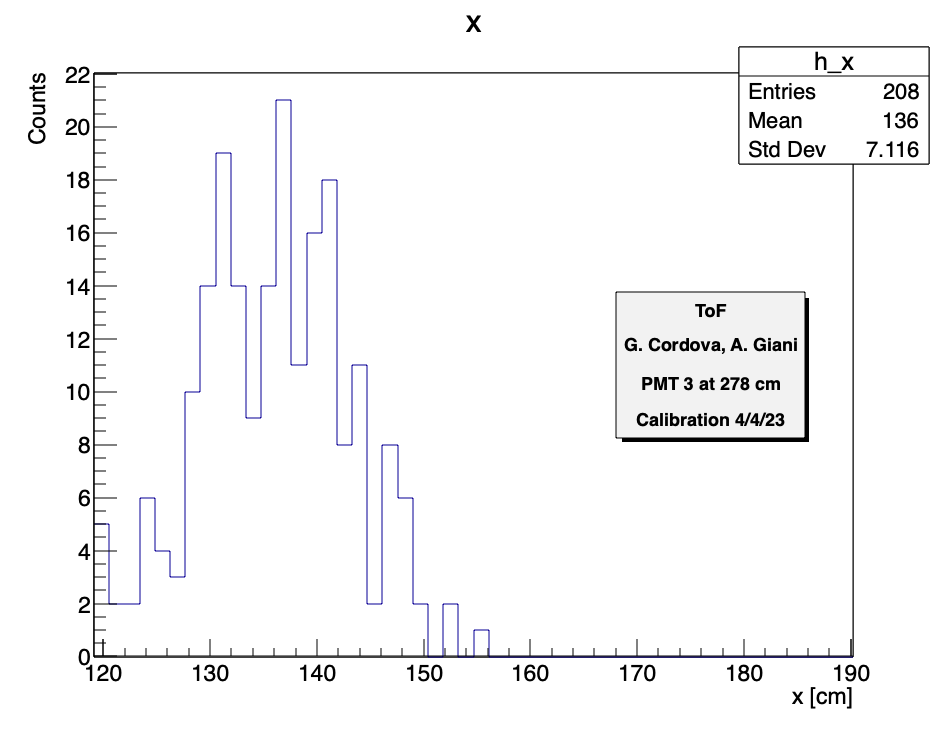 X
h_x
Entries 208
Mean 136
Std Dev 7.116
Counts
22
20
18
16
14
12
10
8
6
4
2
0
ToF
G. Cordova, A. Giani
PMT 3 at 278 cm
Calibration 4/4/23
120 130 140 150 160 170 180 190
x [cm]